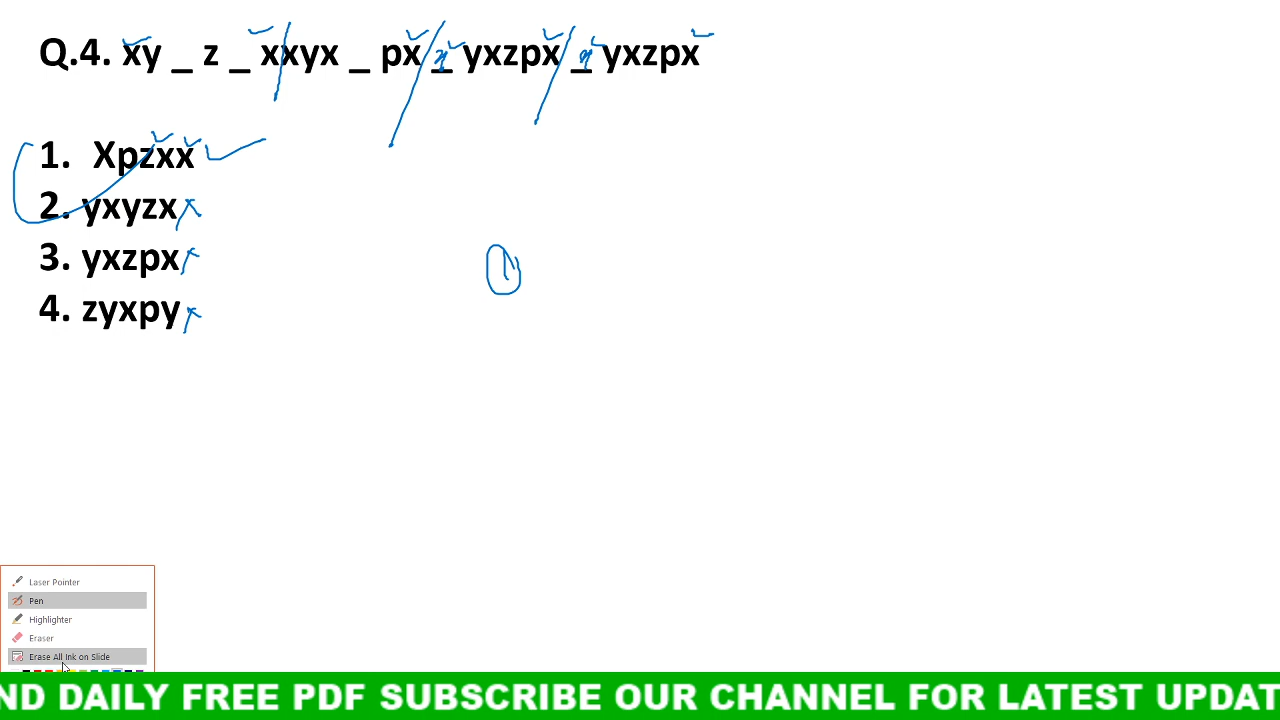 Q.4. xy _ z _ xxyx _ px _ yxzpx _ yxzpx
x x
1. Xpzxx
2. yxyzx
3. yxzpx
4. zyxpy
1
Laser Pointer
Pen
Highlighter
Eraser
Erase All Ink on Slide
ND DAILY FREE PDF SUBSCRIBE OUR CHANNEL FOR LATEST UPDAT